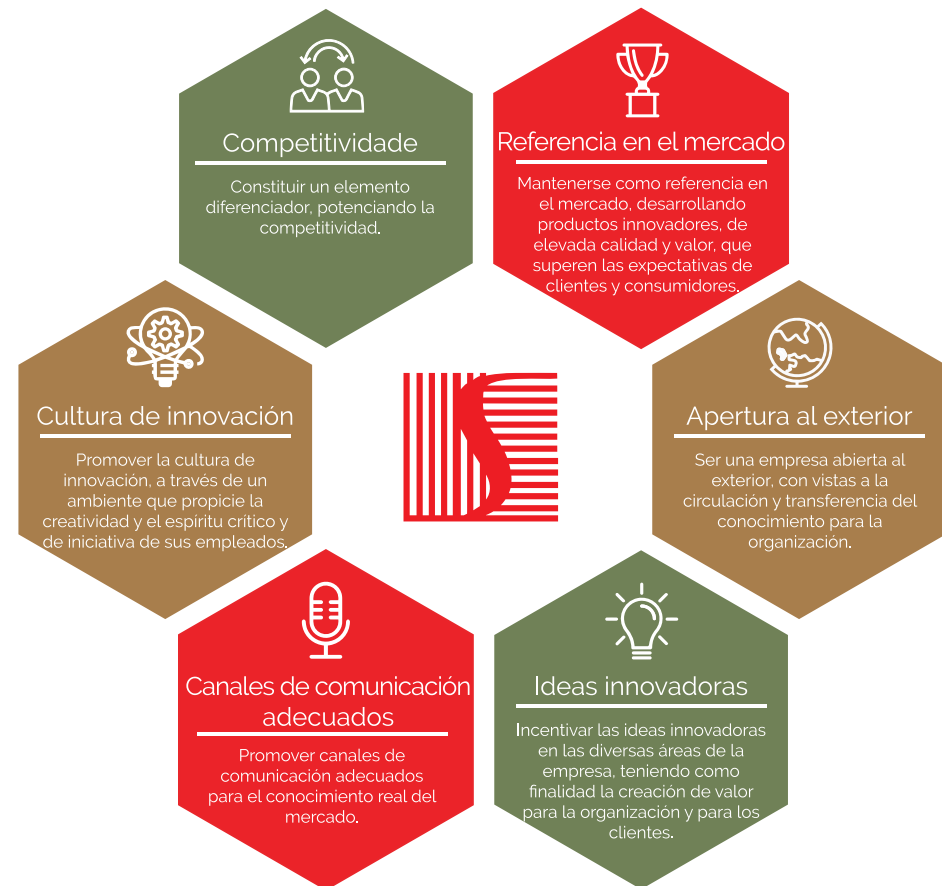 Competitividade
Constituir un elemento
diferenciador, potenciando la
competitividad.
Referencia en el mercado
Mantenerse como referencia en
el mercado, desarrollando
productos innovadores, de
elevada calidad y valor, que
superen las expectativas de
clientes y consumidores.
Cultura de innovación
Promover la cultura de
innovación, a través de un
ambiente que propicie la
creatividad y el espíritu crítico y
de iniciativa de sus empleados.
Apertura al exterior
Ser una empresa abierta al
exterior, con vistas a la
circulación y transferencia del
conocimiento para la
organización.
Canales de comunicación
adecuados
Promover canales de
comunicación adecuados
para el conocimiento real del
mercado.
Ideas innovadoras
Incentivar las ideas innovadoras
en las diversas áreas de la
empresa, teniendo como
finalidad la creación de valor
para la organización y para los
clientes.